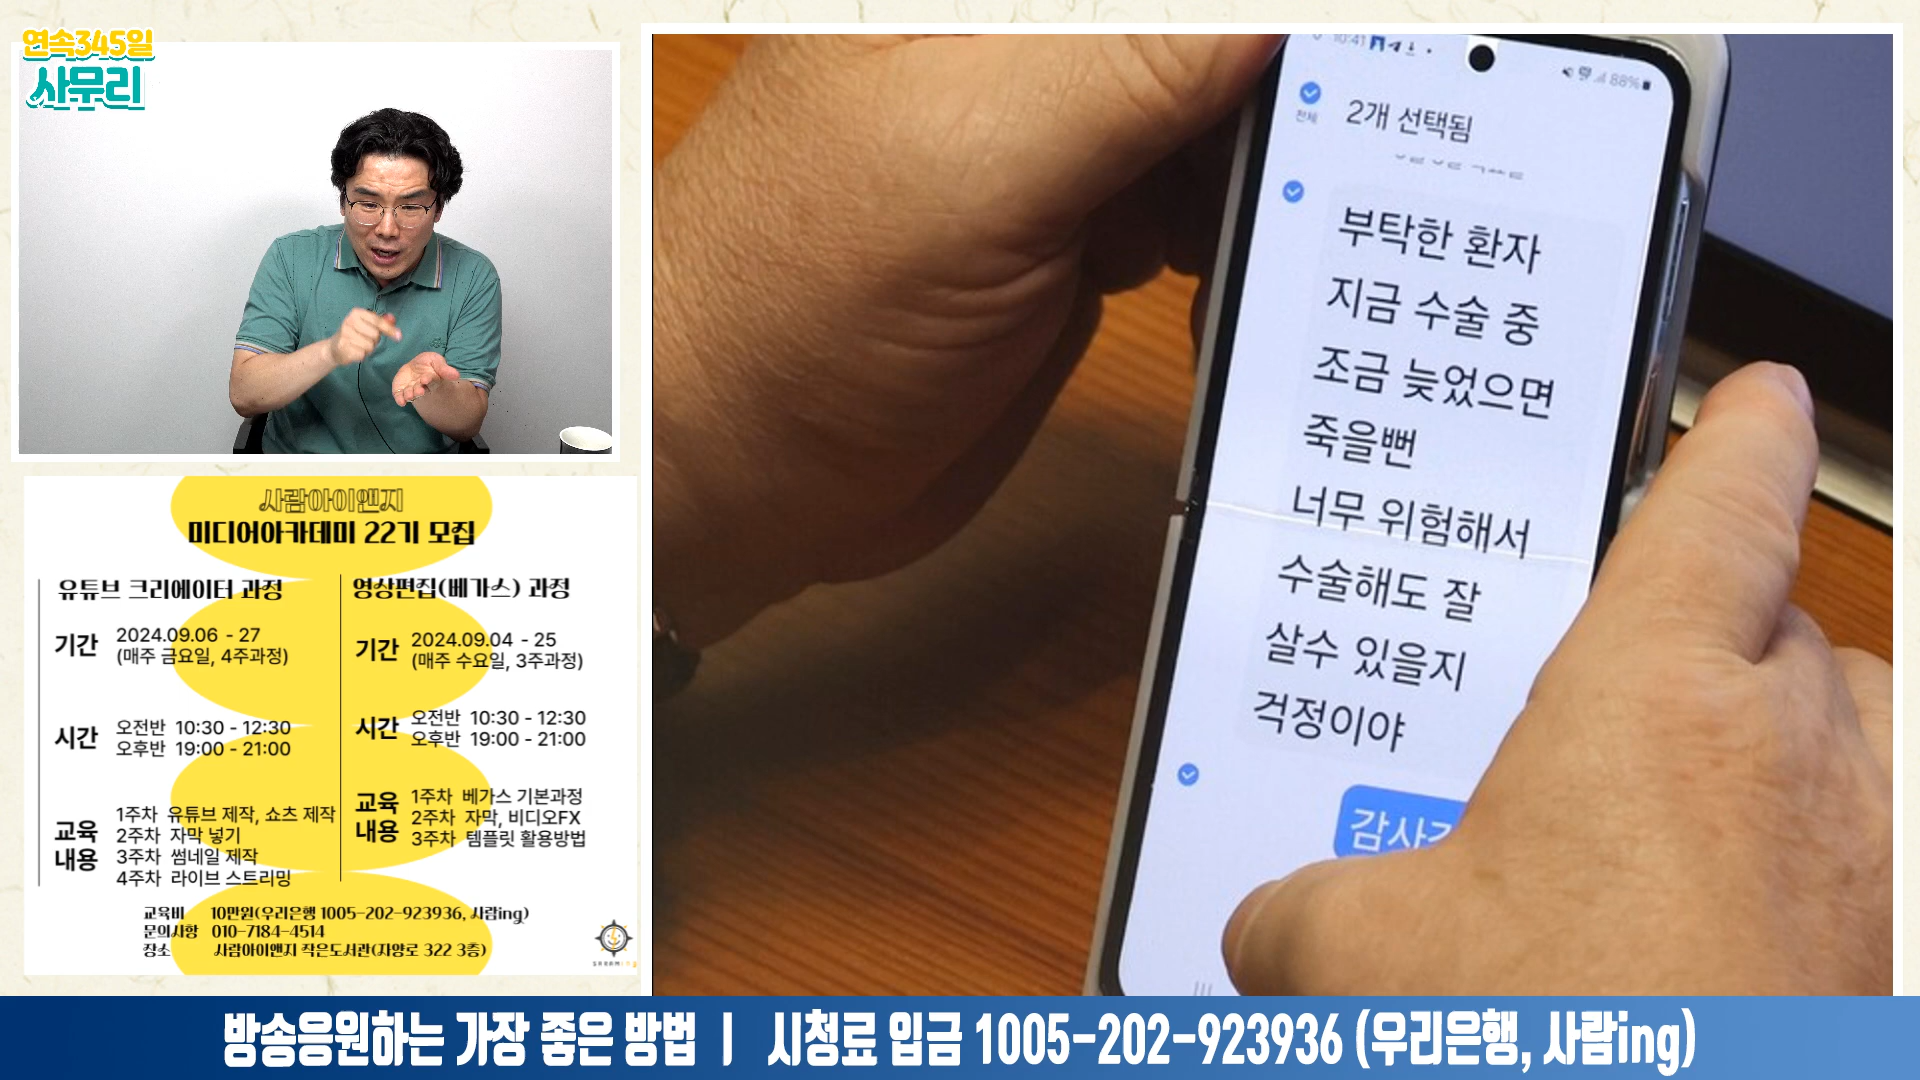 연속345일
사무리
사람아이앤지
미디어아카데미 22기 모집
유튜브 크리에이터 과정
기간 2024.09.06 - 27
(매주 금요일, 4주과정)
시간 오전반 10:30 - 12:30
오후반 19:00 - 21:00
교육 내용
1주차 유튜브 제작, 쇼츠 제작
2주차 자막 넣기
3주차 썸네일 제작
4주차 라이브 스트리밍
영상편집(베가스) 과정
기간 2024.09.04 - 25
(매주 수요일, 3주과정)
시간 오전반 10:30 - 12:30
오후반 19:00 - 21:00
교육 내용
1주차 베가스 기본과정
2주차 자막, 비디오FX
3주차 템플릿 활용방법
교육비 10만원(우리은행 1005-202-923936, 사람ing)
문의사항 010-7184-4514
장소 사람아이앤지 작은도서관(자양로 322 3층)
10:41
88%
전체
2개 선택됨
부탁한 환자
지금 수술 중
조금 늦었으면
죽을뻔
너무 위험해서
수술해도 잘
살수 있을지
걱정이야
감사
방송응원하는 가장 좋은 방법 | 시청료 입금 1005-202-923936 (우리은행, 사람ing)